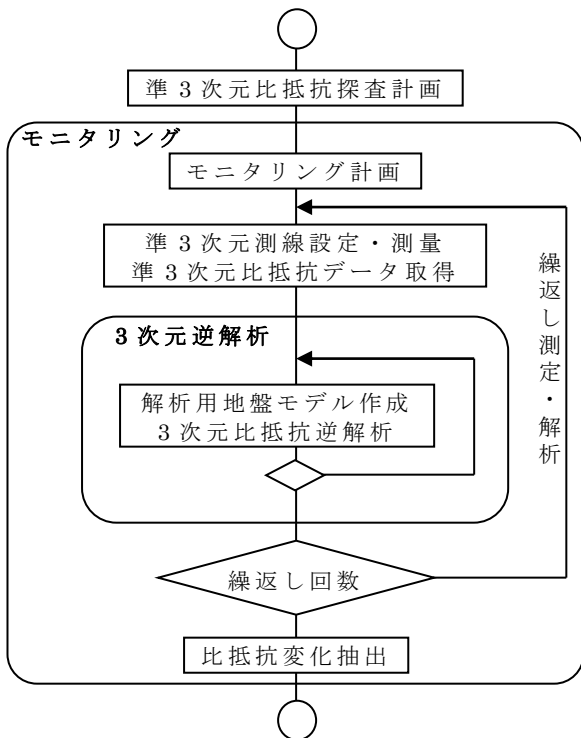 準3次元比抵抗探査計画
モニタリング
モニタリング計画
準3次元測線設定・測量
準3次元比抵抗データ取得
繰返し測定・解析
3次元逆解析
解析用地盤モデル作成
3次元比抵抗逆解析
繰返し回数
比抵抗変化抽出